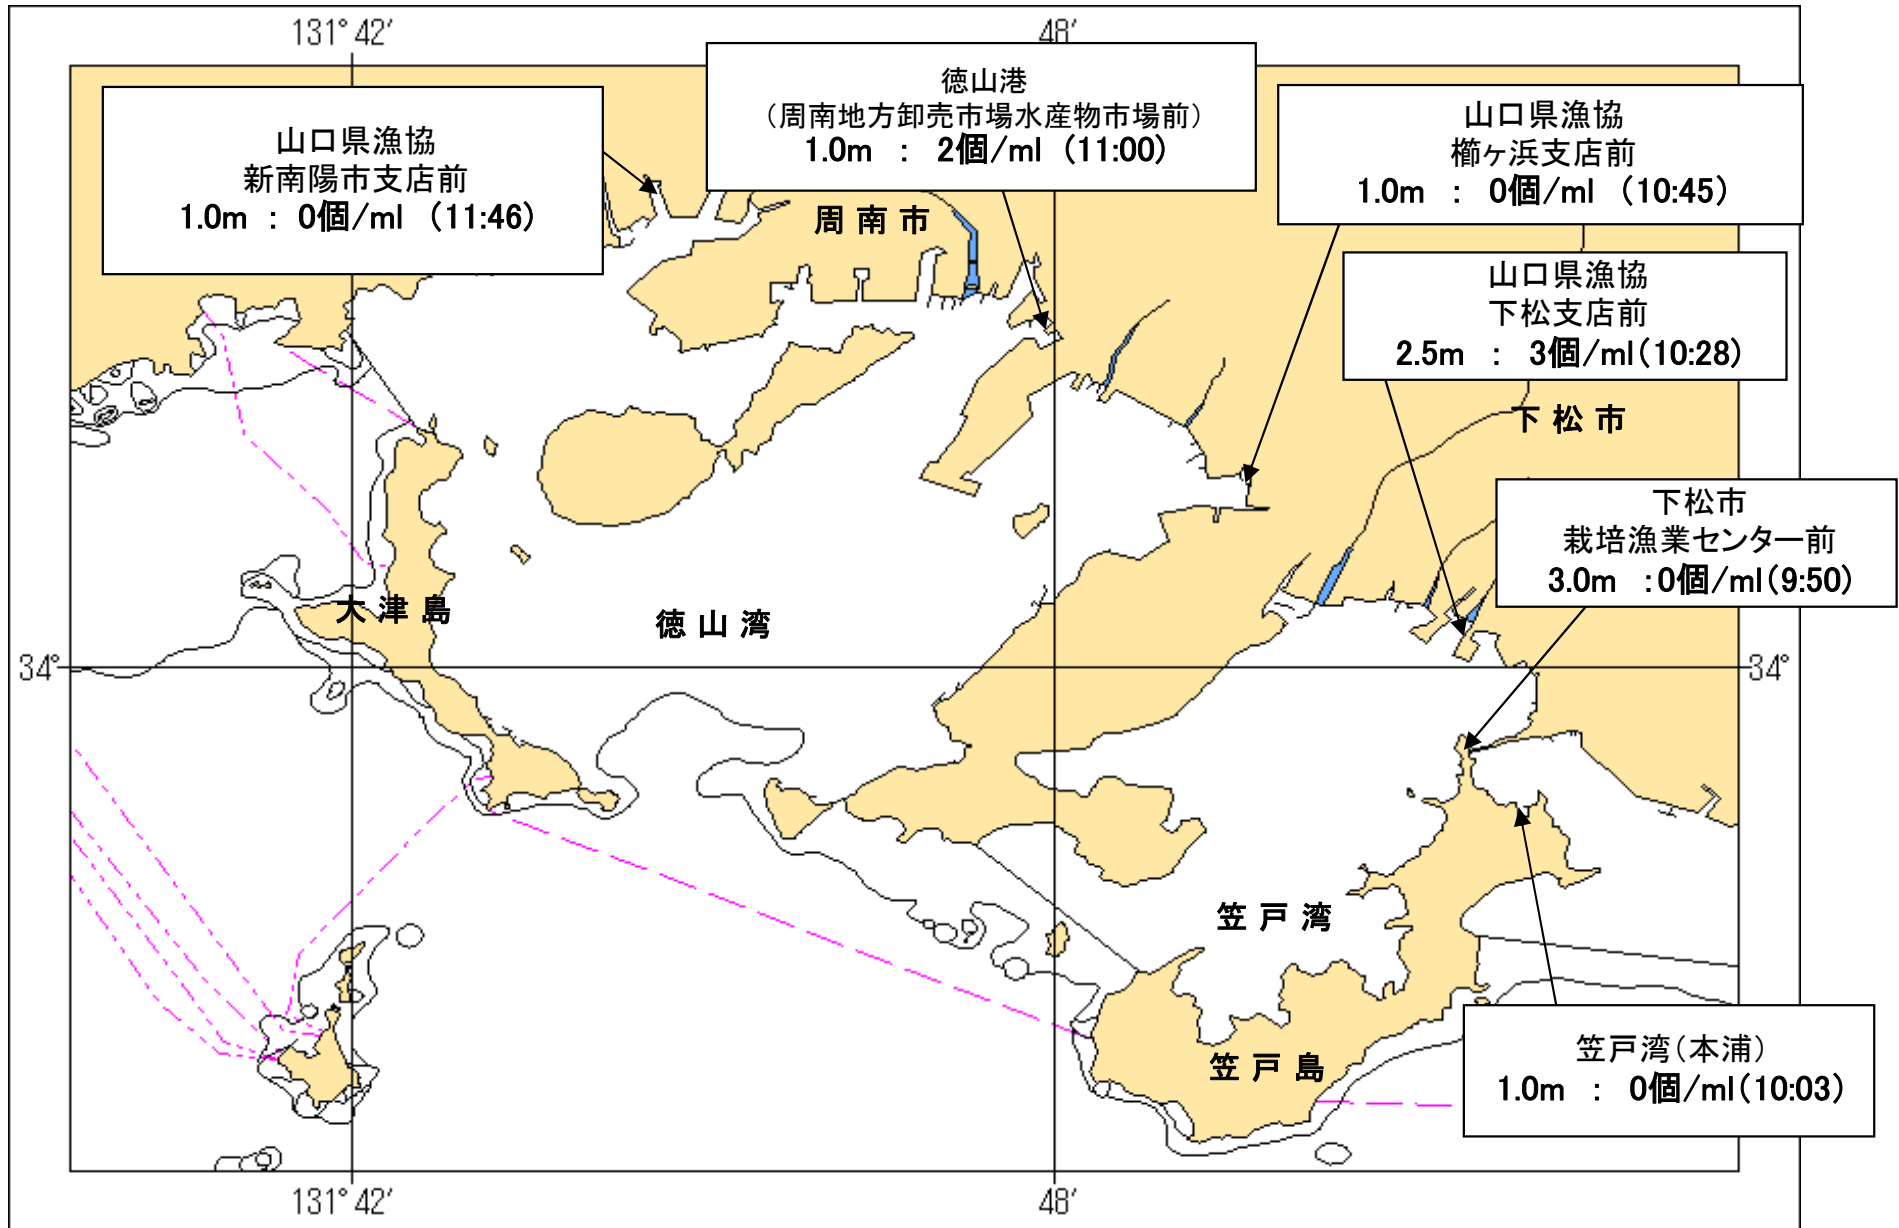 131°42′
48′
山口県漁協
新南陽市支店前
1.0m : 0個/ml (11:46)
徳山港
(周南地方卸売市場水産物市場前)
1.0m : 2個/ml (11:00)
山口県漁協
櫛ヶ浜支店前
1.0m : 0個/ml (10:45)
周南市
山口県漁協
下松支店前
2.5m : 3個/ml(10:28)
下松市
下松市
栽培漁業センター前
3.0m :0個/ml(9:50)
大津島
徳山湾
34°
34°
笠戸湾
笠戸島
笠戸湾(本浦)
1.0m : 0個/ml(10:03)
131°42′
48′